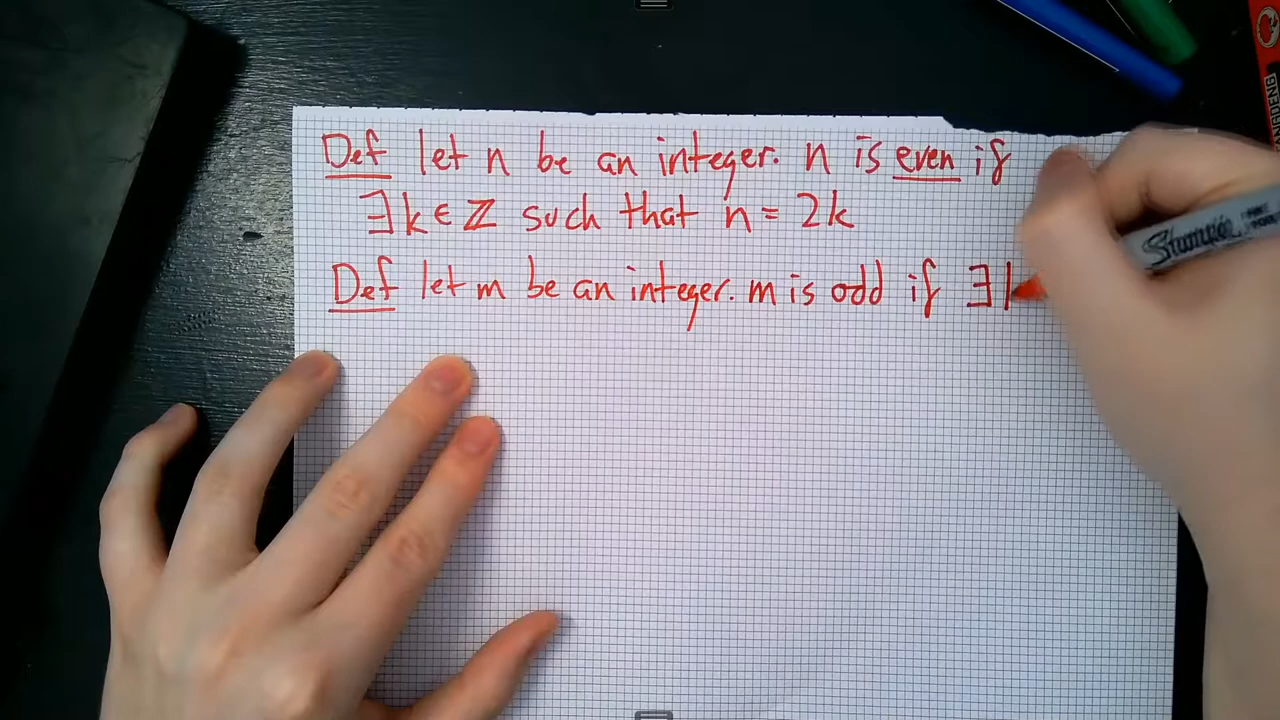 Def let n be an integer. n is even if
∃k∈ℤ such that n = 2k
Def let m be an integer. m is odd if ∃
Sharpie